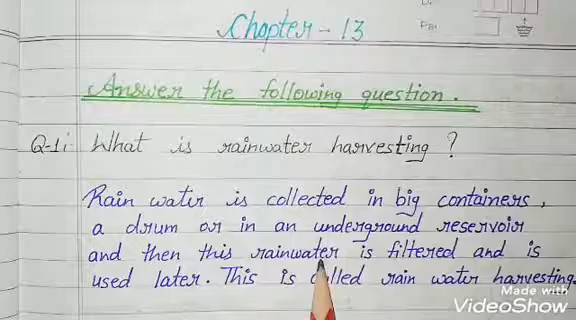 D.
Pa
Chapter - 13
Answer the following question.
Q-1: What is rainwater harvesting?
Rain water is collected in big containers,
a drum or in an underground reservoir
and then this rainwater is filtered and is
used later. This is called rain water harvesting.
Made with
VideoShow